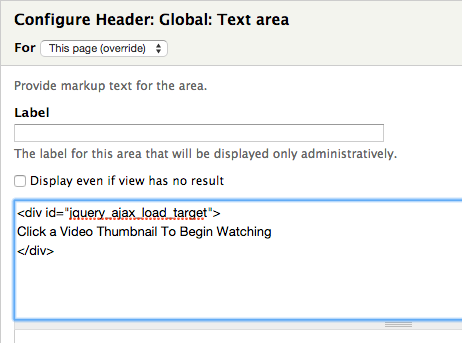 Configure Header: Global: Text area
For This page (override)
Provide markup text for the area.
Label
The label for this area that will be displayed only administratively.
Display even if view has no result
<div id="jquery_ajax_load_target">
Click a Video Thumbnail To Begin Watching
</div>